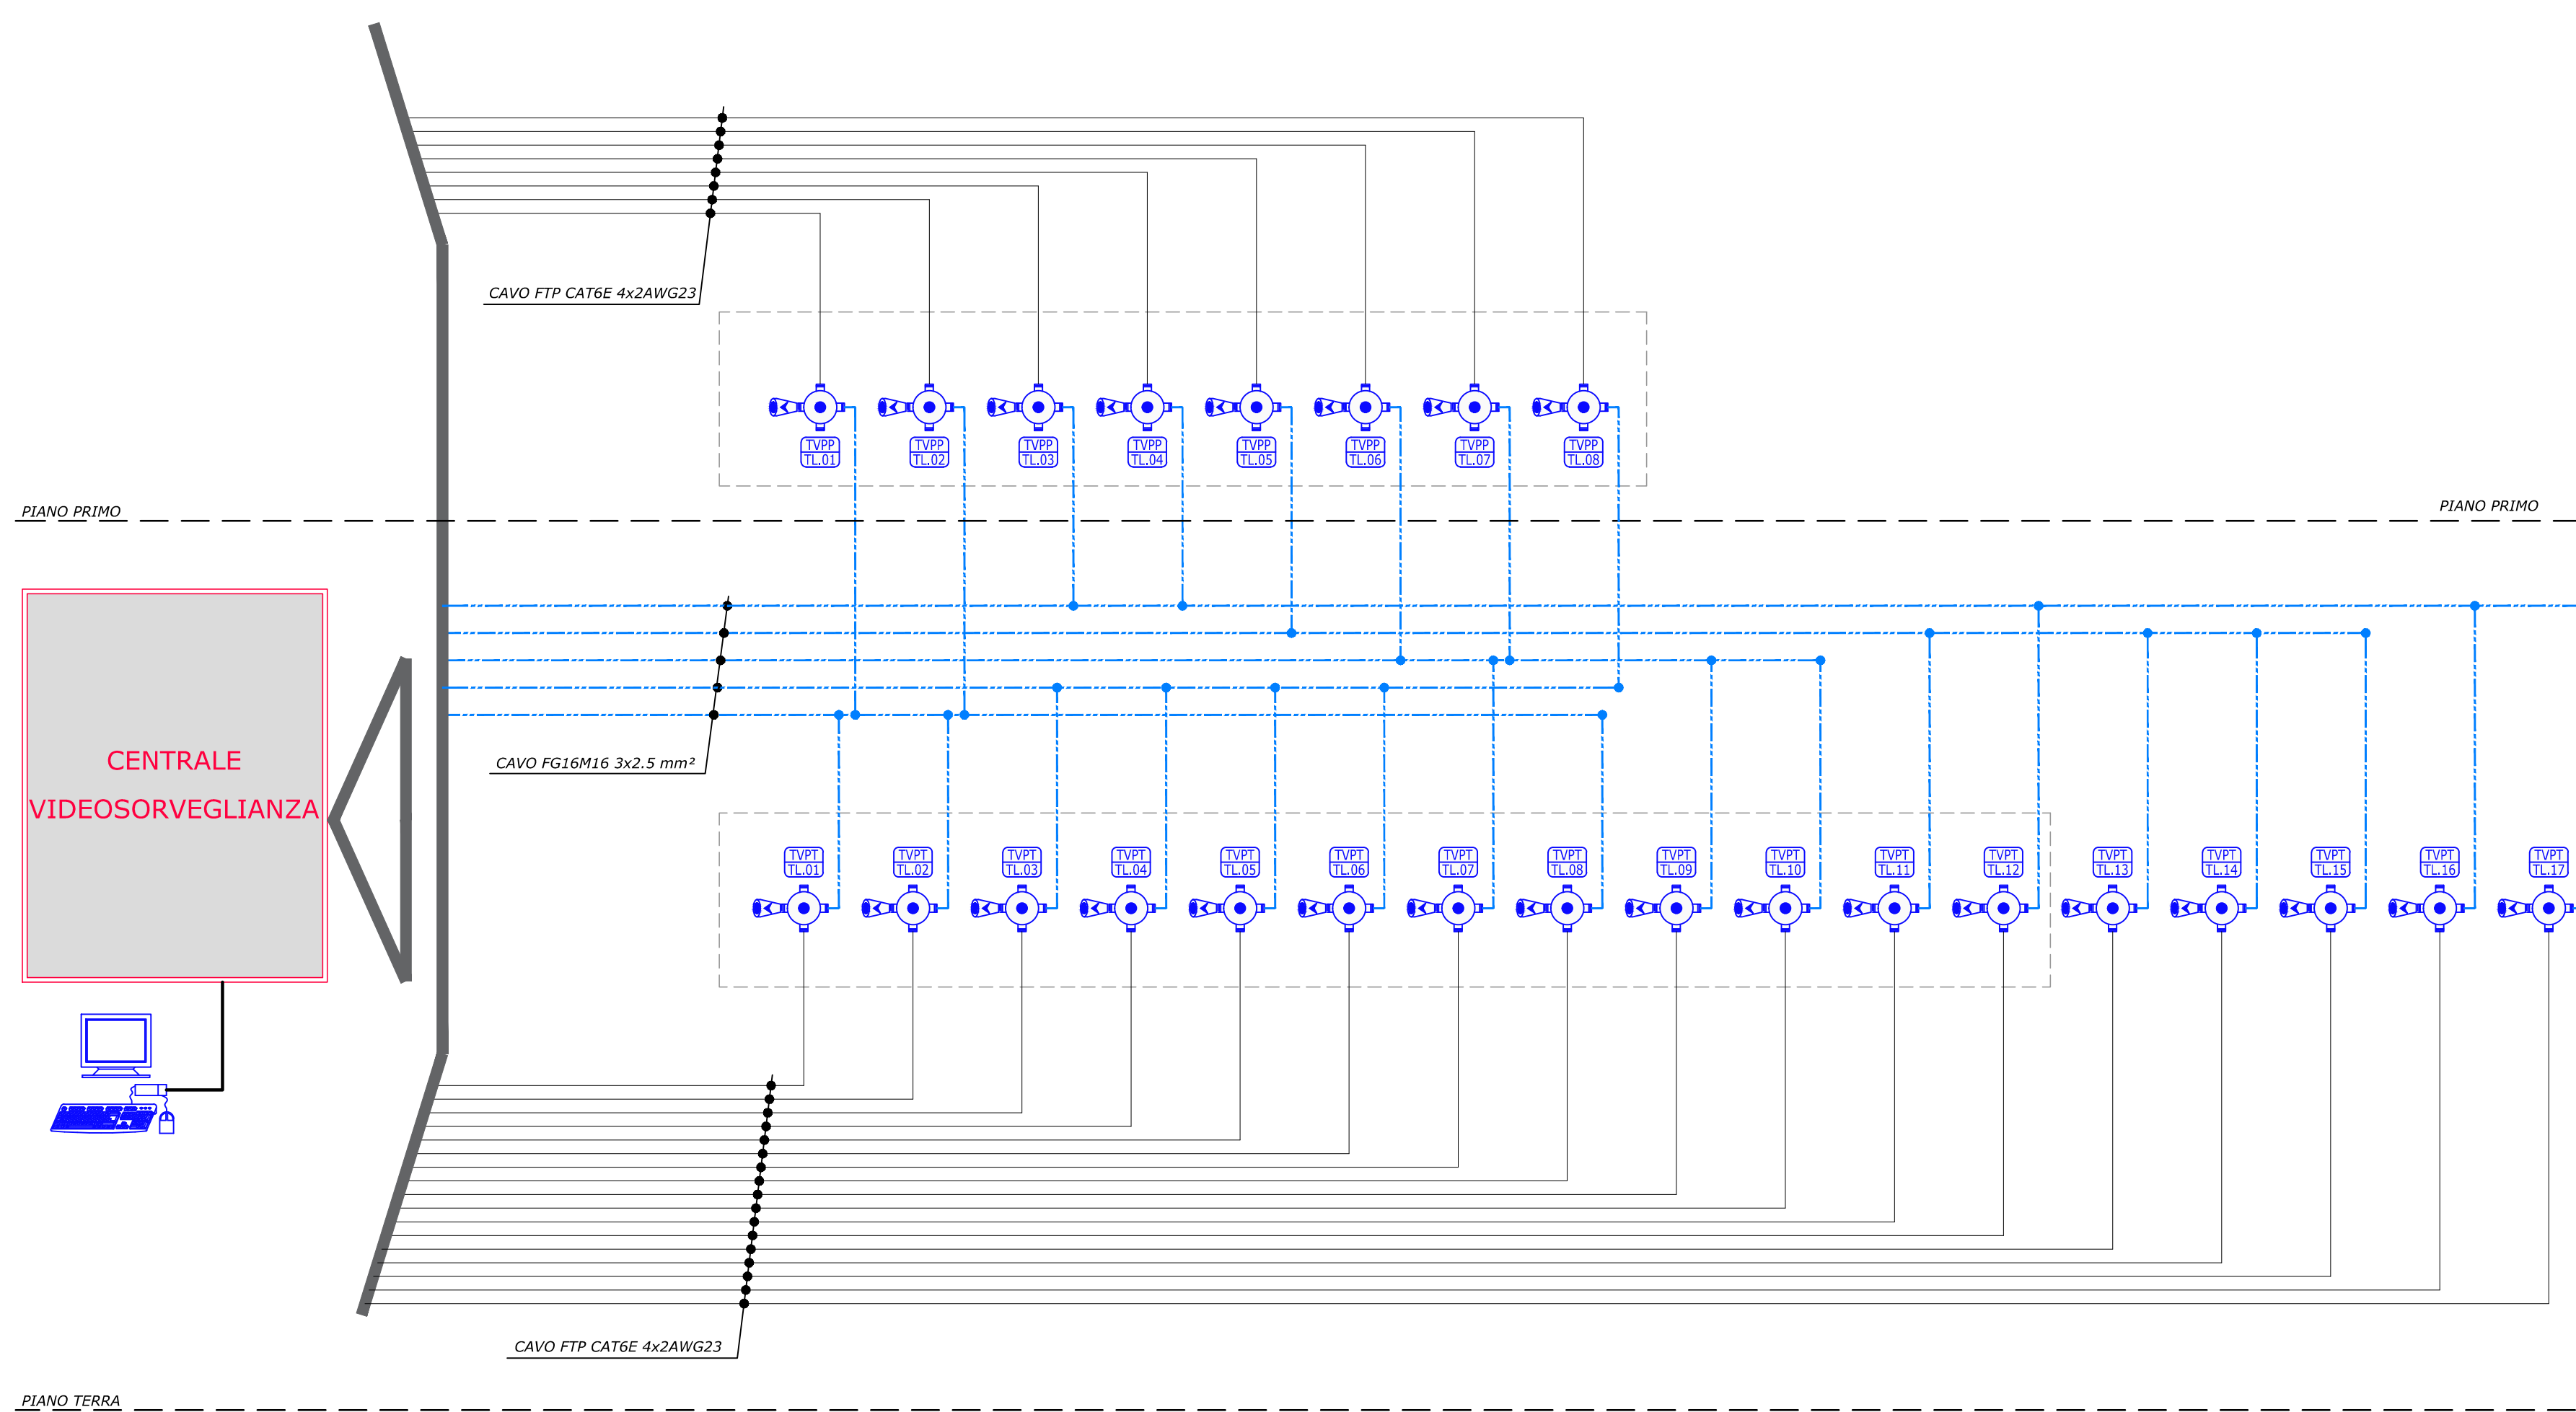 CAVO FTP CAT6E 4x2AWG23
TVPP TVPP TVPP TVPP TVPP TVPP TVPP TVPP
TL.01 TL.02 TL.03 TL.04 TL.05 TL.06 TL.07 TL.08
PIANO PRIMO PIANO PRIMO
CENTRALE
VIDEOSORVEGLIANZA
CAVO FG16M16 3x2.5 mm²
TVPT TVPT TVPT TVPT TVPT TVPT TVPT TVPT TVPT TVPT TVPT TVPT TVPT TVPT TVPT TVPT TVPT
TL.01 TL.02 TL.03 TL.04 TL.05 TL.06 TL.07 TL.08 TL.09 TL.10 TL.11 TL.12 TL.13 TL.14 TL.15 TL.16 TL.17
CAVO FTP CAT6E 4x2AWG23
PIANO TERRA